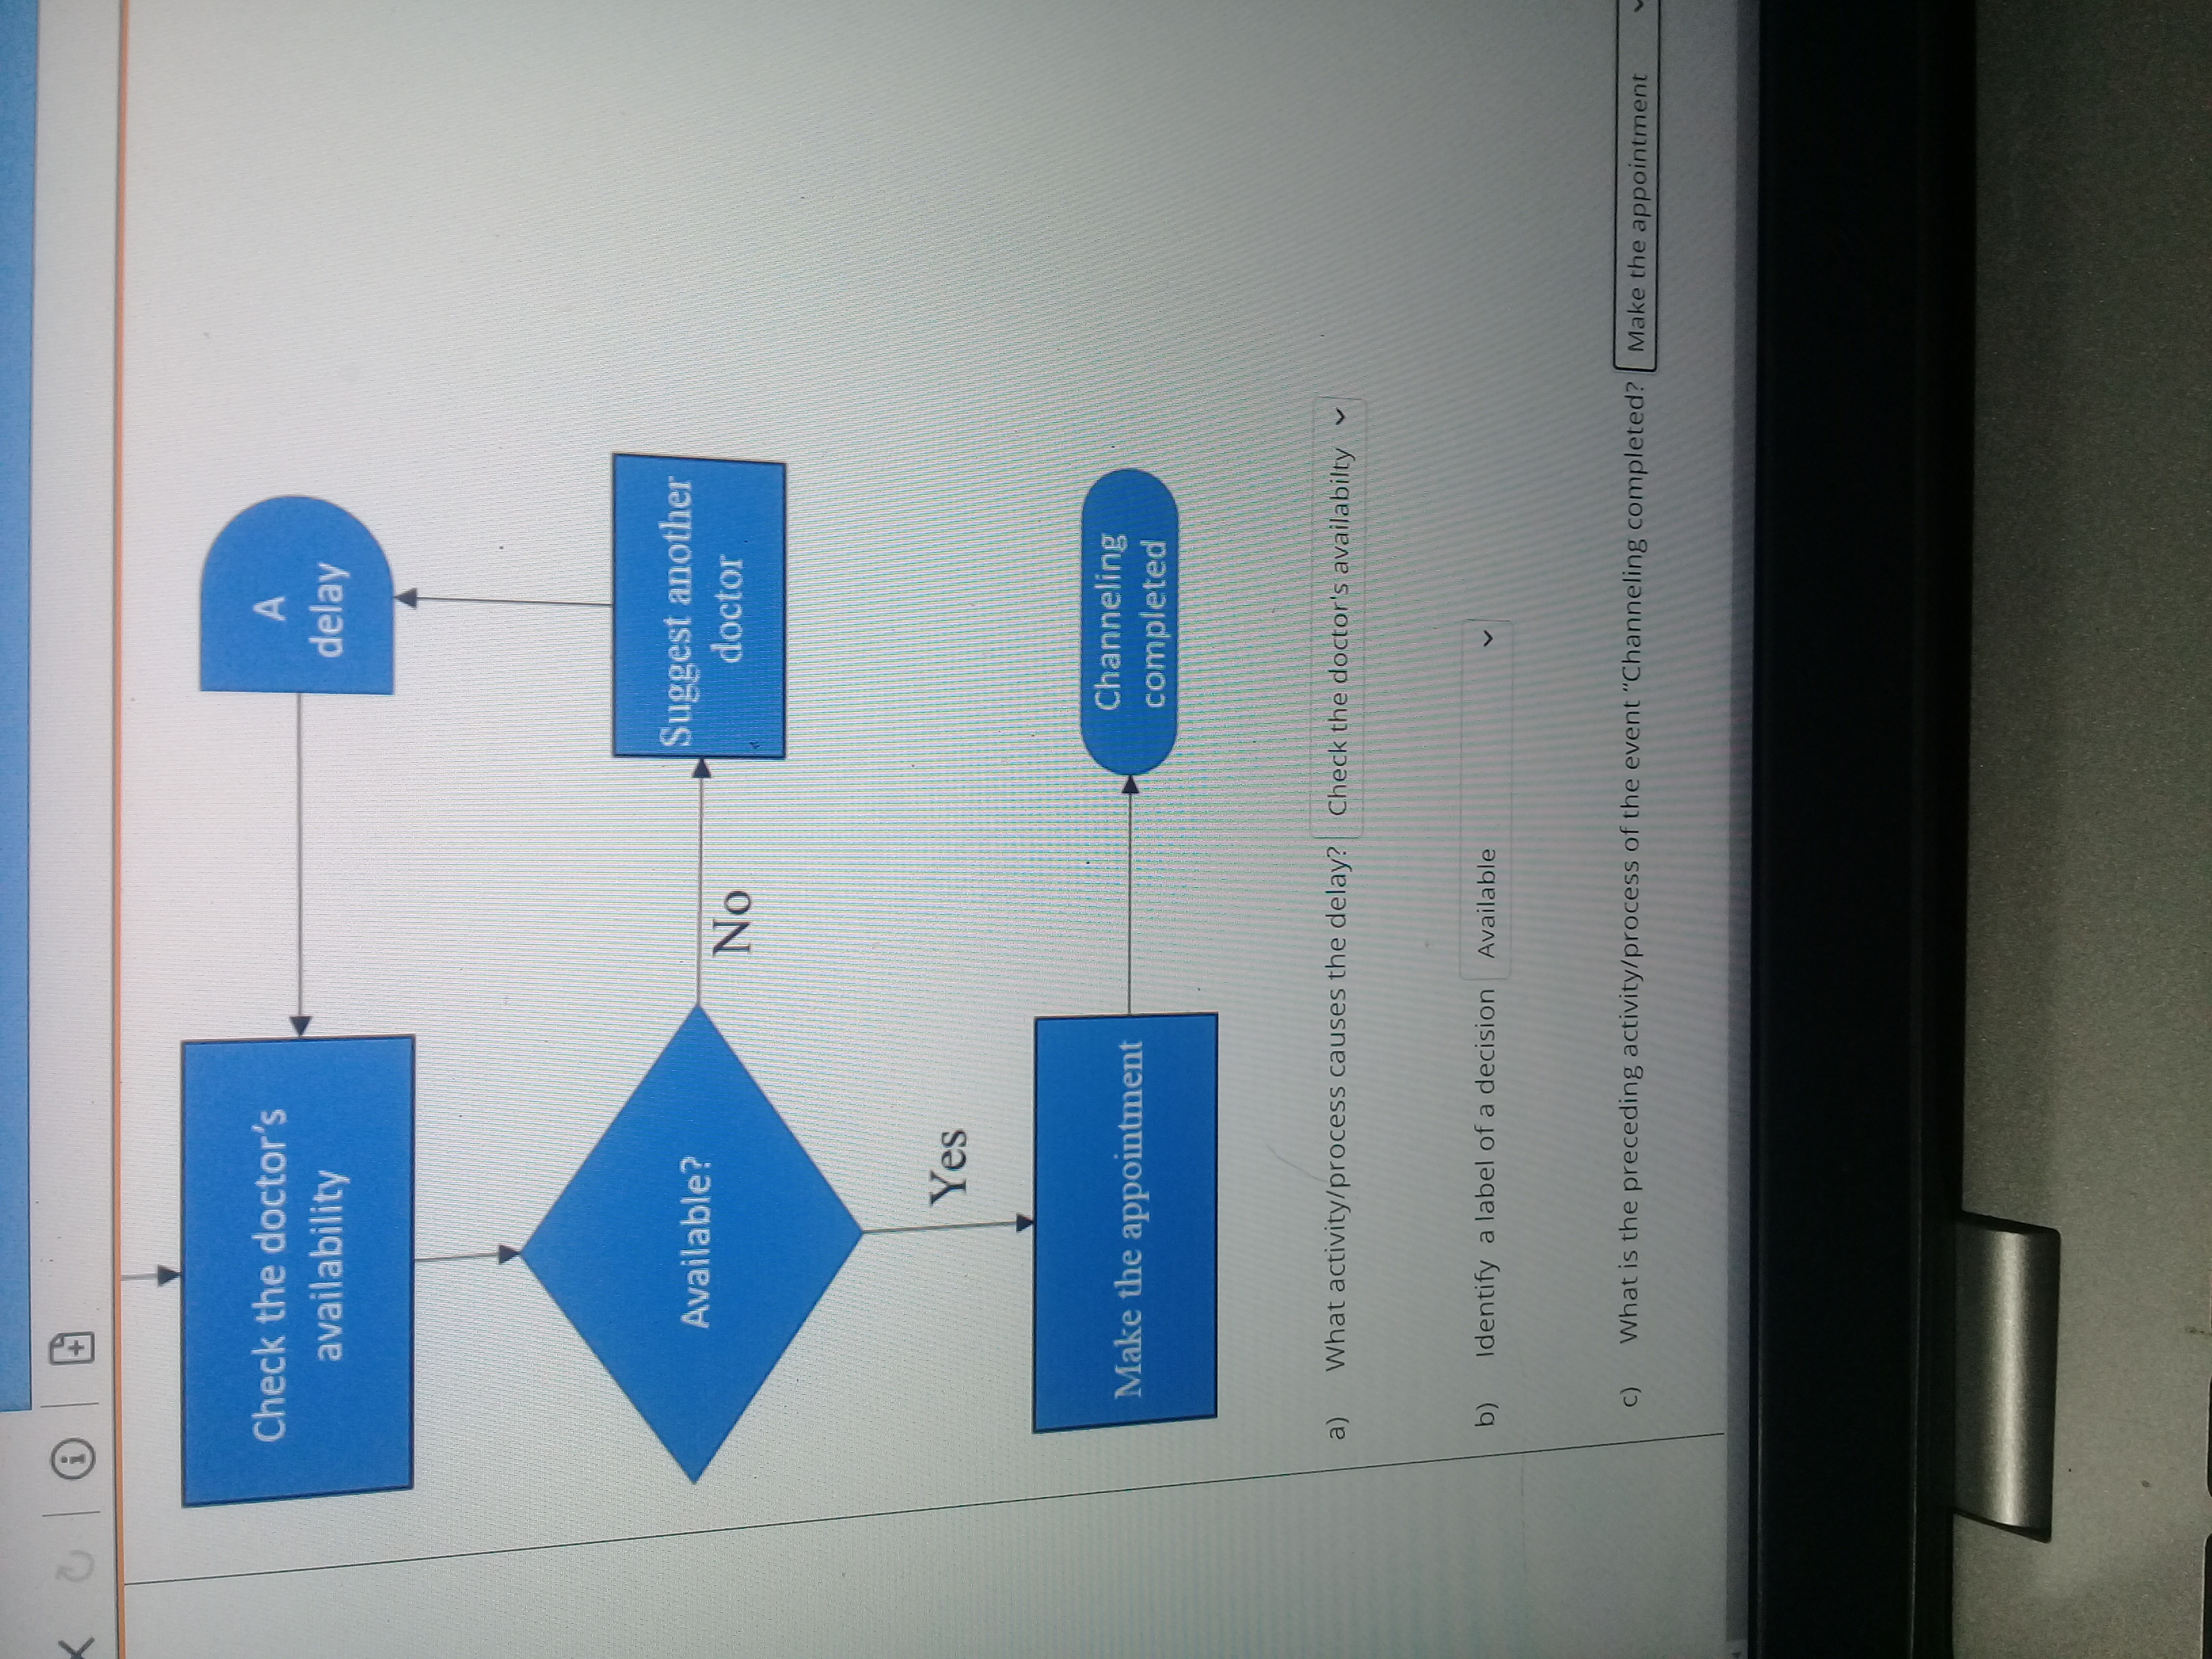 Check the doctor's
availability
A
delay
Available?
No
Suggest another
doctor
Yes
Make the appointment
Channeling
completed
a) What activity/process causes the delay? Check the doctor's availabilty
b) Identify a label of a decision Available
c) What is the preceding activity/process of the event “Channeling completed? Make the appointment